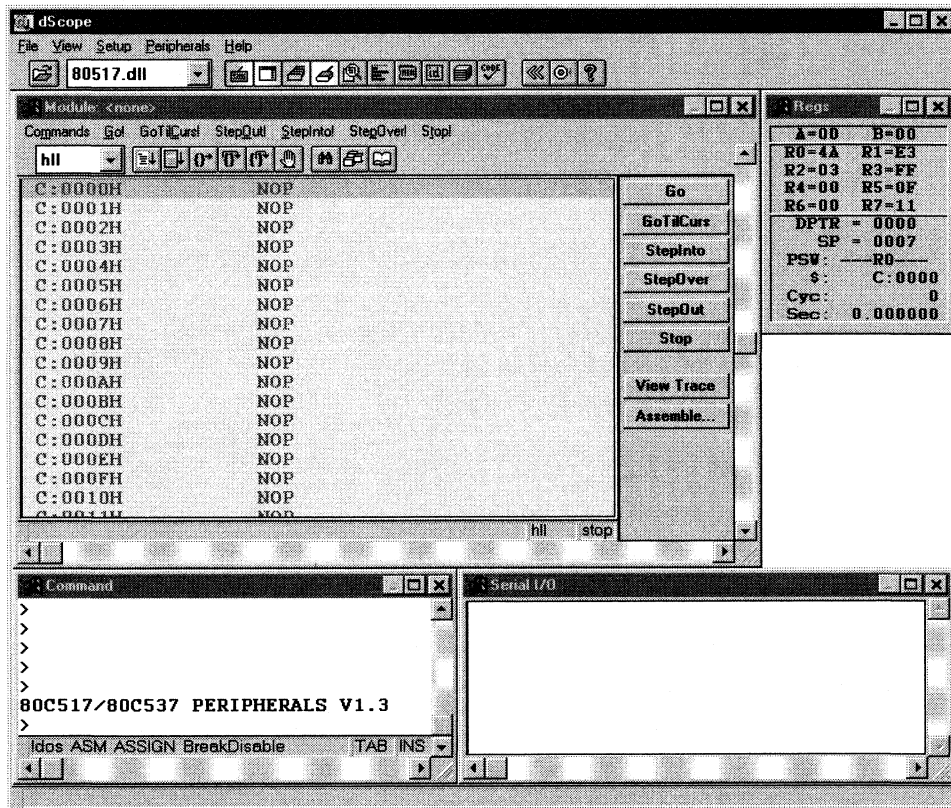 dScope
File View Setup Peripherals Help
80517.dll
Module: <none>
Commands Go! GoTilCurs! StepOut! StepInto! StepOver! Stop!
hll
C:0000H NOP
C:0001H NOP
C:0002H NOP
C:0003H NOP
C:0004H NOP
C:0005H NOP
C:0006H NOP
C:0007H NOP
C:0008H NOP
C:0009H NOP
C:000AH NOP
C:000BH NOP
C:000CH NOP
C:000DH NOP
C:000EH NOP
C:000FH NOP
C:0010H NOP
C:0011H NOP
hll stop
Go
GoTilCurs
StepInto
StepOver
StepOut
Stop
View Trace
Assemble...
Regs
A=00 B=00
R0=4A R1=E3
R2=03 R3=FF
R4=00 R5=0F
R6=00 R7=11
DPTR = 0000
SP = 0007
PSW: ----R0---
$: C:0000
Cyc: 0
Sec: 0.000000
Command
>
>
>
>
>
80C517/80C537 PERIPHERALS V1.3
>
!dos ASM ASSIGN BreakDisable TAB INS
Serial I/O